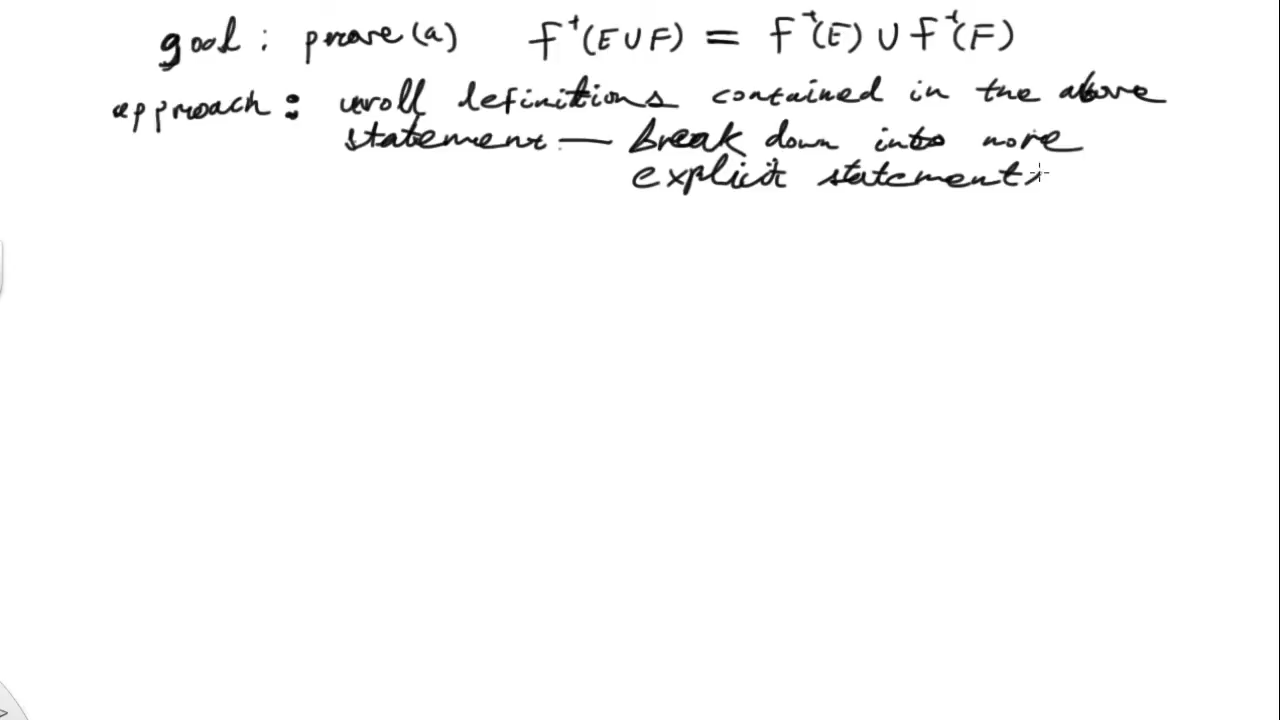 goal : prove (a) f⁻¹(E ∪ F) = f⁻¹(E) ∪ f⁻¹(F)
approach : unroll definitions contained in the above
statement — break down into more
explicit statements